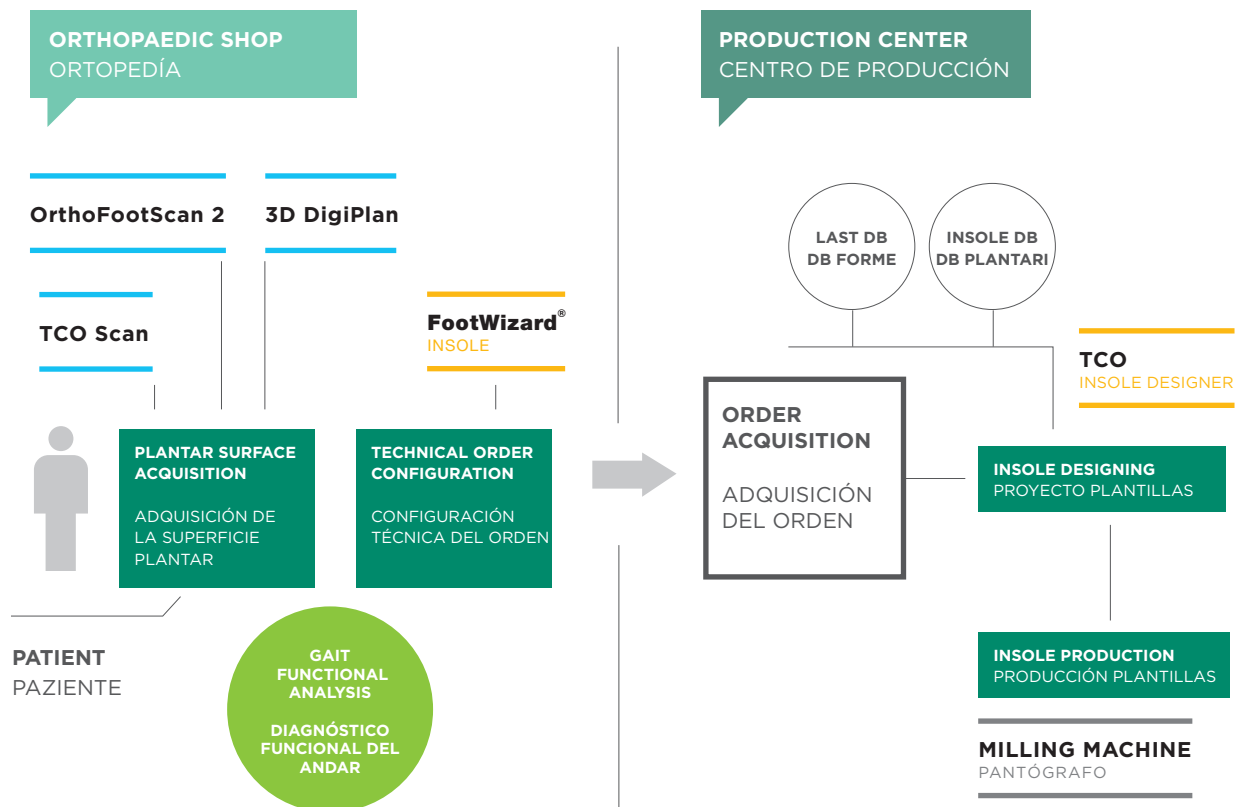 ORTHOPAEDIC SHOP
ORTOPEDÍA
PRODUCTION CENTER
CENTRO DE PRODUCCIÓN
OrthoFootScan 2
3D DigiPlan
TCO Scan
FootWizard®
INSOLE
PLANTAR SURFACE
ACQUISITION
ADQUISICIÓN DE
LA SUPERFICIE
PLANTAR
TECHNICAL ORDER
CONFIGURATION
CONFIGURACIÓN
TÉCNICA DEL ORDEN
PATIENT
PAZIENTE
GAIT
FUNCTIONAL
ANALYSIS
DIAGNÓSTICO
FUNCIONAL DEL
ANDAR
LAST DB
DB FORME
INSOLE DB
DB PLANTARI
TCO
INSOLE DESIGNER
ORDER
ACQUISITION
ADQUISICIÓN
DEL ORDEN
INSOLE DESIGNING
PROYECTO PLANTILLAS
INSOLE PRODUCTION
PRODUCCIÓN PLANTILLAS
MILLING MACHINE
PANTÓGRAFO